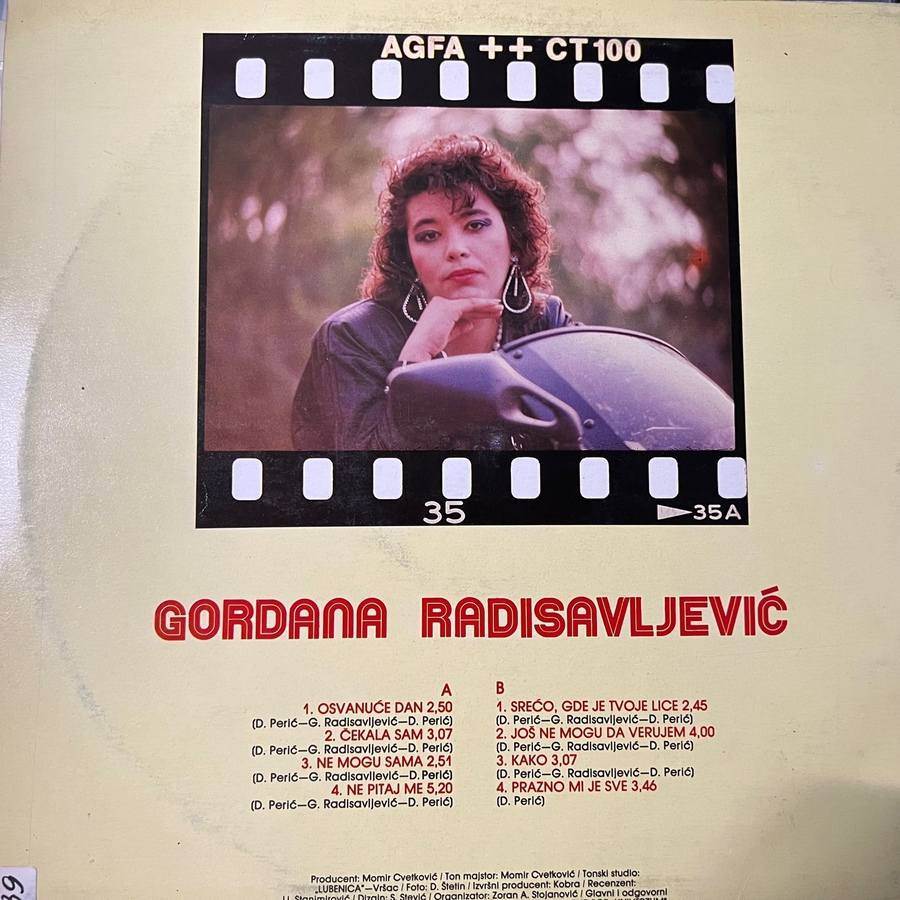 AGFA ++ CT100
35
35A
GORDANA RADISAVLJEVIĆ
A
1. OSVANUĆE DAN 2,50
(D. Perić—G. Radisavljević—D. Perić)
2. ČEKALA SAM 3,07
(D. Perić—G. Radisavljević—D. Perić)
3. NE MOGU SAMA 2,51
(D. Perić—G. Radisavljević—D. Perić)
4. NE PITAJ ME 5,20
(D. Perić—G. Radisavljević—D. Perić)
B
1. SREĆO, GDE JE TVOJE LICE 2,45
(D. Perić—G. Radisavljević—D. Perić)
2. JOŠ NE MOGU DA VERUJEM 4,00
(D. Perić—G. Radisavljević—D. Perić)
3. KAKO 3,07
(D. Perić—G. Radisavljević—D. Perić)
4. PRAZNO MI JE SVE 3,46
(D. Perić)
Producent: Momir Cvetković / Ton majstor: Momir Cvetković / Tonski studio:
„LUBENICA"—Vršac / Foto: D. Štetin / Izvršni producent: Kobra / Recenzent:
Stanimirović / Dizajn: S. Stević / Organizator: Zoran A. Stojanović / Glavni i odgovorni
39